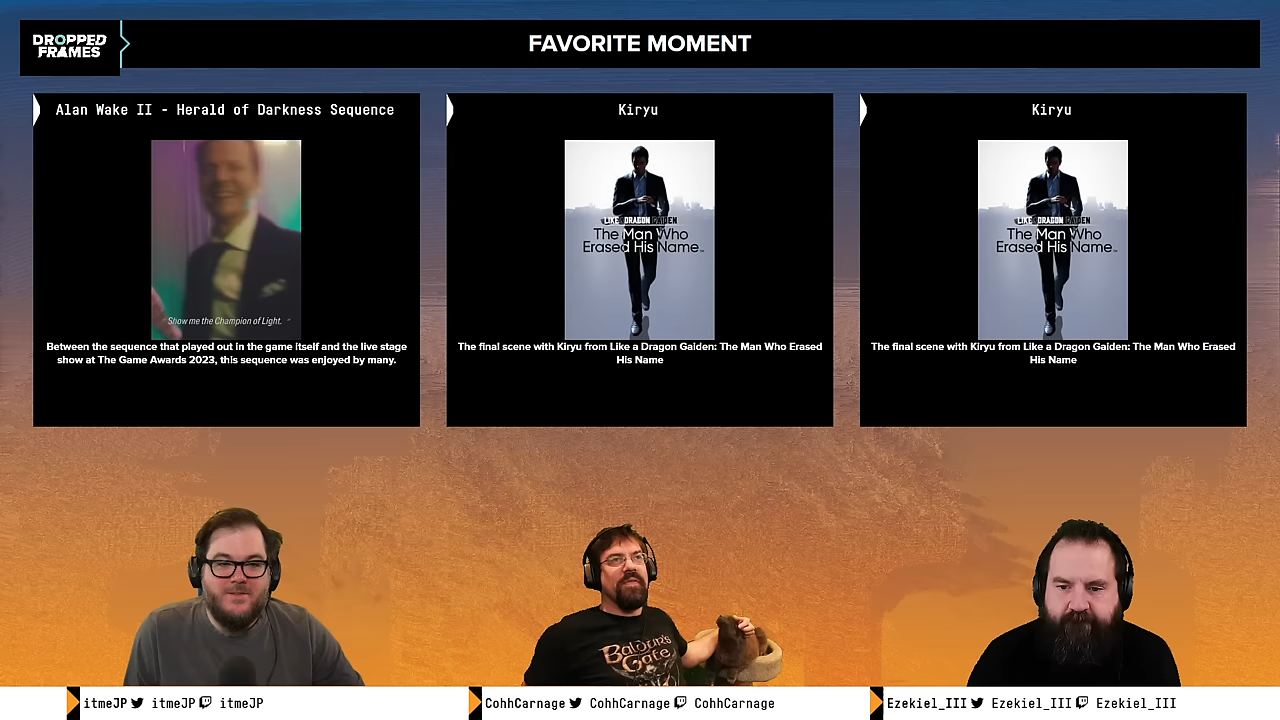 DROPPED
FRAMES
FAVORITE MOMENT
Alan Wake II - Herald of Darkness Sequence
Show me the Champion of Light.
Between the sequence that played out in the game itself and the live stage
show at The Game Awards 2023, this sequence was enjoyed by many.
Kiryu
LIKE A DRAGON GAIDEN
The Man Who
Erased His Name
The final scene with Kiryu from Like a Dragon Gaiden: The Man Who Erased
His Name
Kiryu
LIKE A DRAGON GAIDEN
The Man Who
Erased His Name
The final scene with Kiryu from Like a Dragon Gaiden: The Man Who Erased
His Name
BALDUR'S
GATE
itmeJP itmeJP itmeJP
CohhCarnage CohhCarnage CohhCarnage
Ezekiel_III Ezekiel_III Ezekiel_III